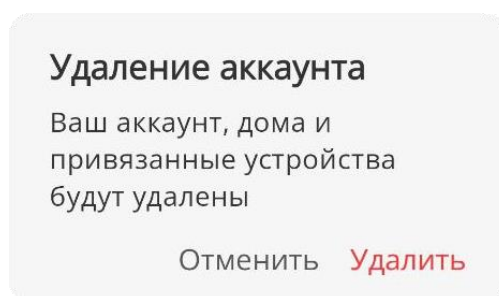 Удаление аккаунта
Ваш аккаунт, дома и
привязанные устройства
будут удалены
Отменить Удалить